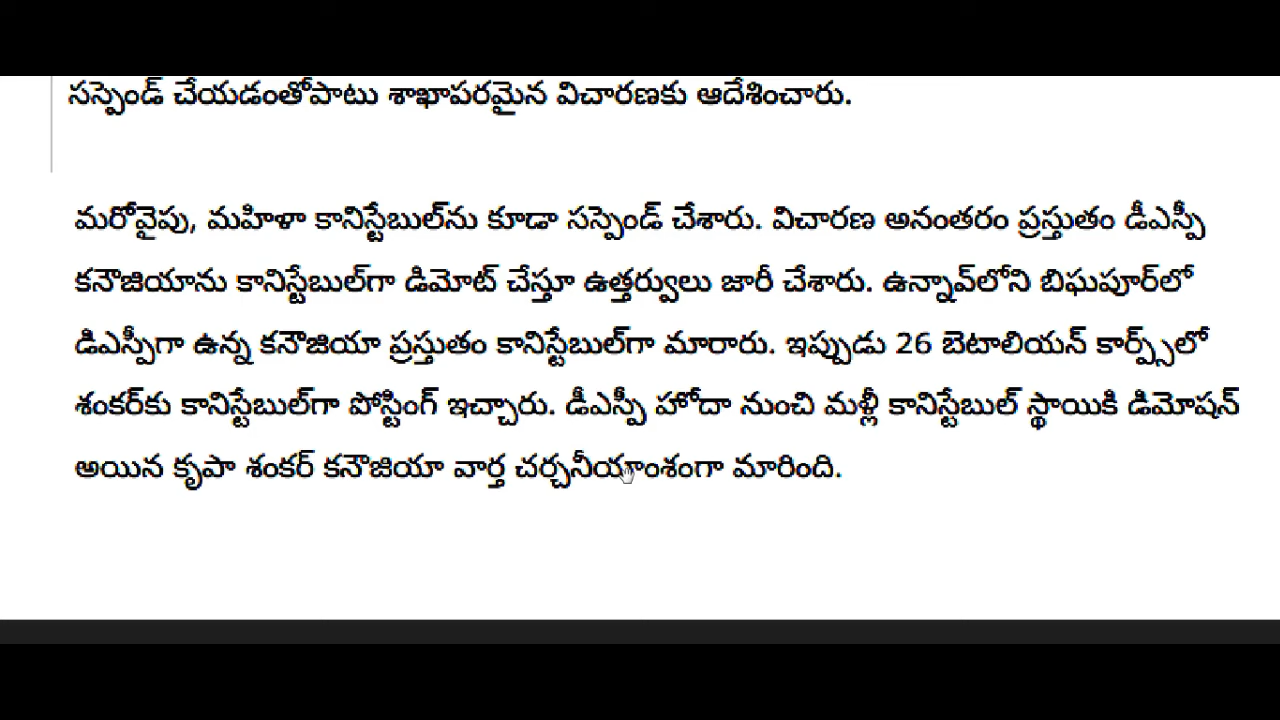 సస్పెండ్ చేయడంతోపాటు శాఖాపరమైన విచారణకు ఆదేశించారు.
మరోవైపు, మహిళా కానిస్టేబుల్‌ను కూడా సస్పెండ్ చేశారు. విచారణ అనంతరం ప్రస్తుతం డీఎస్పీ
కనౌజియాను కానిస్టేబుల్‌గా డిమోట్ చేస్తూ ఉత్తర్వులు జారీ చేశారు. ఉన్నావ్‌లోని బిఘపూర్‌లో
డిఎస్పీగా ఉన్న కనౌజియా ప్రస్తుతం కానిస్టేబుల్‌గా మారారు. ఇప్పుడు 26 బెటాలియన్ కార్ప్స్‌లో
శంకర్‌కు కానిస్టేబుల్‌గా పోస్టింగ్ ఇచ్చారు. డీఎస్పీ హోదా నుంచి మళ్లీ కానిస్టేబుల్ స్థాయికి డిమోషన్
అయిన కృపా శంకర్ కనౌజియా వార్త చర్చనీయాంశంగా మారింది.